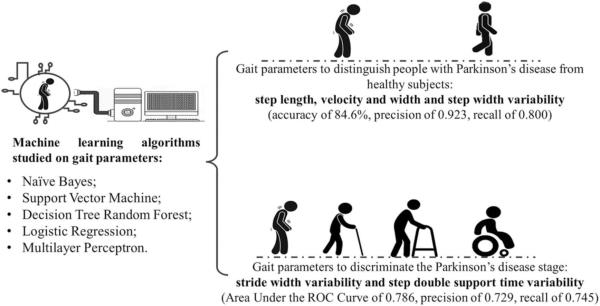 Machine learning algorithms
studied on gait parameters:
• Naïve Bayes;
• Support Vector Machine;
• Decision Tree Random Forest;
• Logistic Regression;
• Multilayer Perceptron.
Gait parameters to distinguish people with Parkinson's disease from
healthy subjects:
step length, velocity and width and step width variability
(accuracy of 84.6%, precision of 0.923, recall of 0.800)
Gait parameters to discriminate the Parkinson's disease stage:
stride width variability and step double support time variability
(Area Under the ROC Curve of 0.786, precision of 0.729, recall of 0.745)